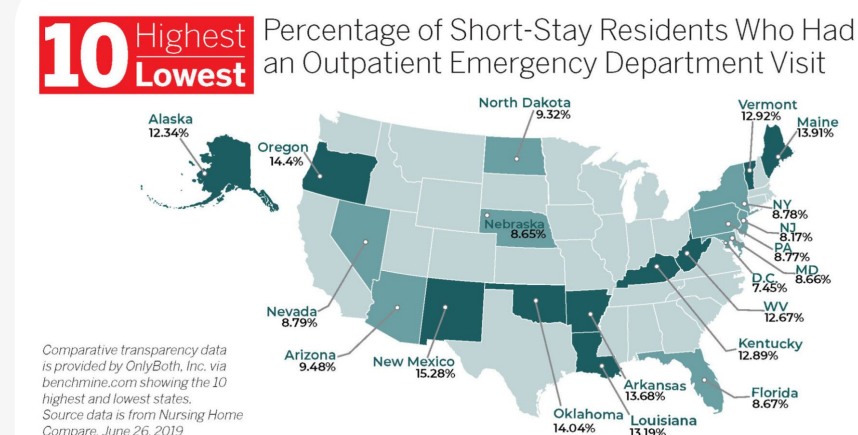 10 Highest
Lowest
Percentage of Short-Stay Residents Who Had
an Outpatient Emergency Department Visit
Alaska
12.34%
Oregon
14.4%
North Dakota
9.32%
Vermont
12.92%
Maine
13.91%
Nebraska
8.65%
NY
8.78%
NJ
8.17%
PA
8.77%
MD
8.66%
D.C.
7.45%
WV
12.67%
Nevada
8.79%
Arizona
9.48%
New Mexico
15.28%
Kentucky
12.89%
Arkansas
13.68%
Florida
8.67%
Oklahoma
14.04%
Louisiana
13.19%
Comparative transparency data
is provided by OnlyBoth, Inc. via
benchmine.com showing the 10
highest and lowest states.
Source data is from Nursing Home
Compare, June 26, 2019